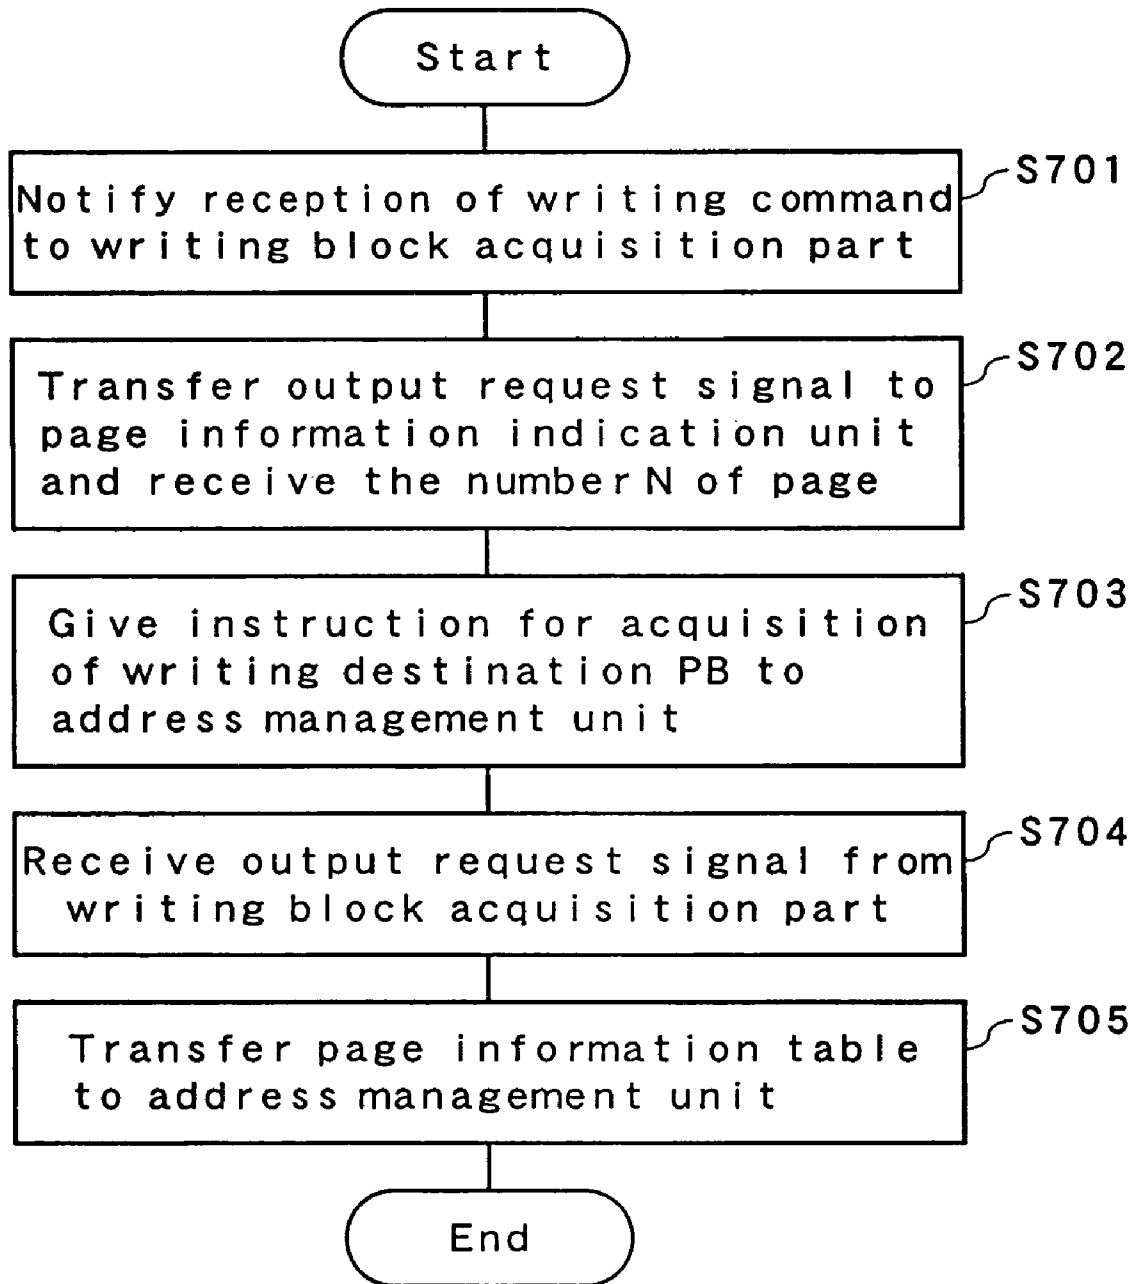 Start
S701
Notify reception of writing command
to writing block acquisition part
S702
Transfer output request signal to
page information indication unit
and receive the number N of page
S703
Give instruction for acquisition
of writing destination PB to
address management unit
S704
Receive output request signal from
writing block acquisition part
S705
Transfer page information table
to address management unit
End